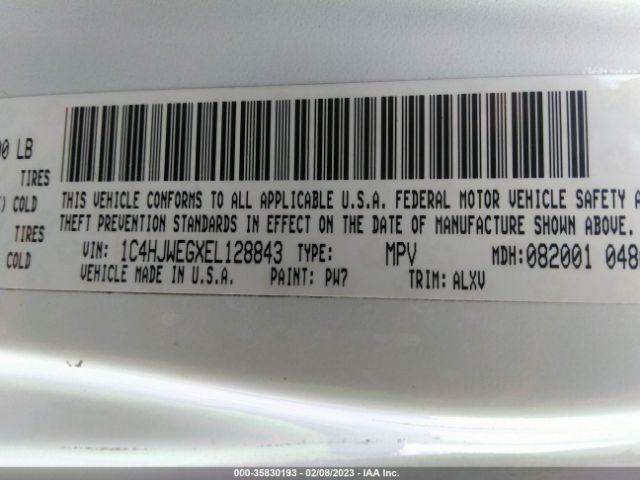 00 LB
TIRES
COLD
TIRES
COLD
THIS VEHICLE CONFORMS TO ALL APPLICABLE U.S.A. FEDERAL MOTOR VEHICLE SAFETY A
THEFT PREVENTION STANDARDS IN EFFECT ON THE DATE OF MANUFACTURE SHOWN ABOVE.
VIN: 1C4HJWEGXEL128843 TYPE: MPV MDH:082001 048
VEHICLE MADE IN U.S.A. PAINT: PW7 TRIM: ALXV
000-35830193 - 02/08/2023 - IAA Inc.